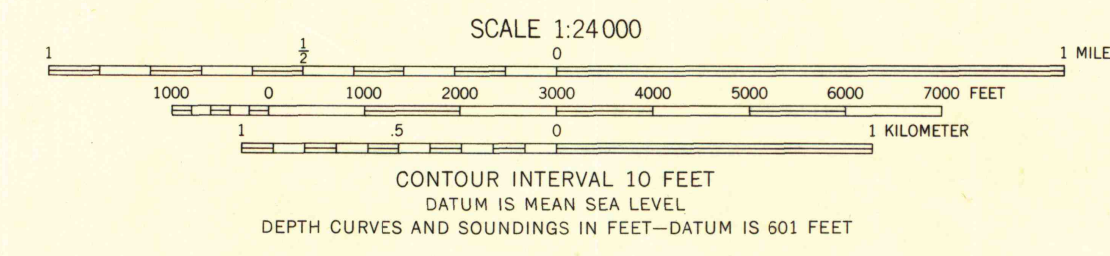 SCALE 1:24 000
1 ½ 0 1 MILE
1000 0 1000 2000 3000 4000 5000 6000 7000 FEET
1 .5 0 1 KILOMETER
CONTOUR INTERVAL 10 FEET
DATUM IS MEAN SEA LEVEL
DEPTH CURVES AND SOUNDINGS IN FEET—DATUM IS 601 FEET